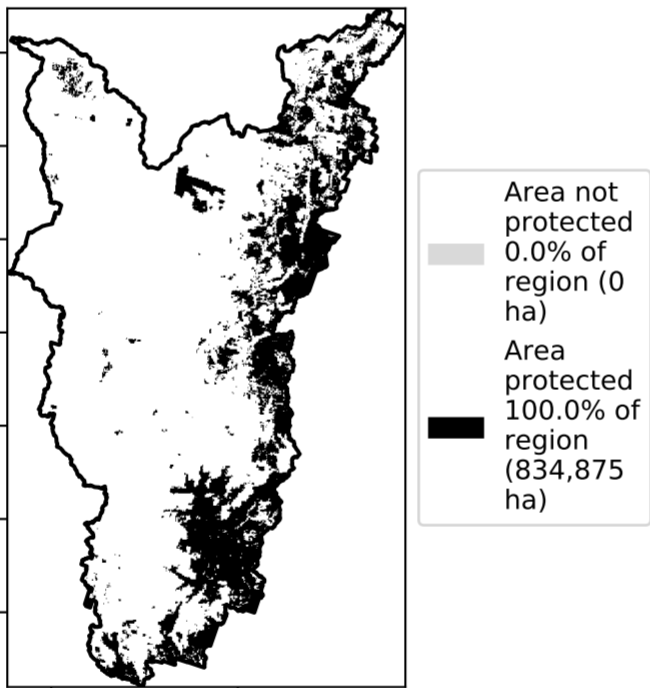 Area not
protected
0.0% of
region (0
ha)
Area
protected
100.0% of
region
(834,875
ha)